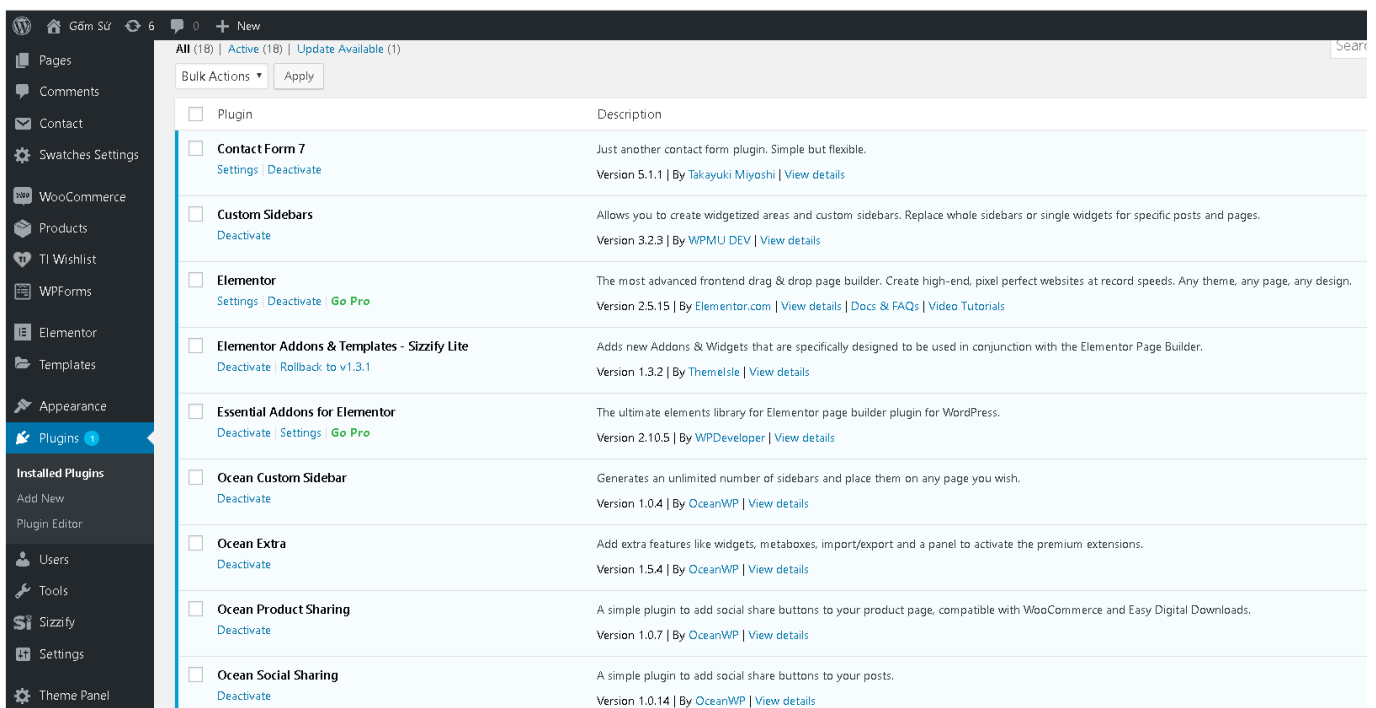 Gốm Sứ 6 0 + New
Pages
Comments
Contact
Swatches Settings
WooCommerce
Products
TI Wishlist
WPForms
Elementor
Templates
Appearance
Plugins 1
Installed Plugins
Add New
Plugin Editor
Users
Tools
Sizzify
Settings
Theme Panel
All (18) | Active (18) | Update Available (1)
Bulk Actions Apply
Plugin Description
Contact Form 7 Just another contact form plugin. Simple but flexible.
Settings | Deactivate Version 5.1.1 | By Takayuki Miyoshi | View details
Custom Sidebars Allows you to create widgetized areas and custom sidebars. Replace whole sidebars or single widgets for specific posts and pages.
Deactivate Version 3.2.3 | By WPMU DEV | View details
Elementor The most advanced frontend drag & drop page builder. Create high-end, pixel perfect websites at record speeds. Any theme, any page, any design.
Settings | Deactivate | Go Pro Version 2.5.15 | By Elementor.com | View details | Docs & FAQs | Video Tutorials
Elementor Addons & Templates - Sizzify Lite Adds new Addons & Widgets that are specifically designed to be used in conjunction with the Elementor Page Builder.
Deactivate | Rollback to v1.3.1 Version 1.3.2 | By ThemeIsle | View details
Essential Addons for Elementor The ultimate elements library for Elementor page builder plugin for WordPress.
Deactivate | Settings | Go Pro Version 2.10.5 | By WPDeveloper | View details
Ocean Custom Sidebar Generates an unlimited number of sidebars and place them on any page you wish.
Deactivate Version 1.0.4 | By OceanWP | View details
Ocean Extra Add extra features like widgets, metaboxes, import/export and a panel to activate the premium extensions.
Deactivate Version 1.5.4 | By OceanWP | View details
Ocean Product Sharing A simple plugin to add social share buttons to your product page, compatible with WooCommerce and Easy Digital Downloads.
Deactivate Version 1.0.7 | By OceanWP | View details
Ocean Social Sharing A simple plugin to add social share buttons to your posts.
Deactivate Version 1.0.14 | By OceanWP | View details